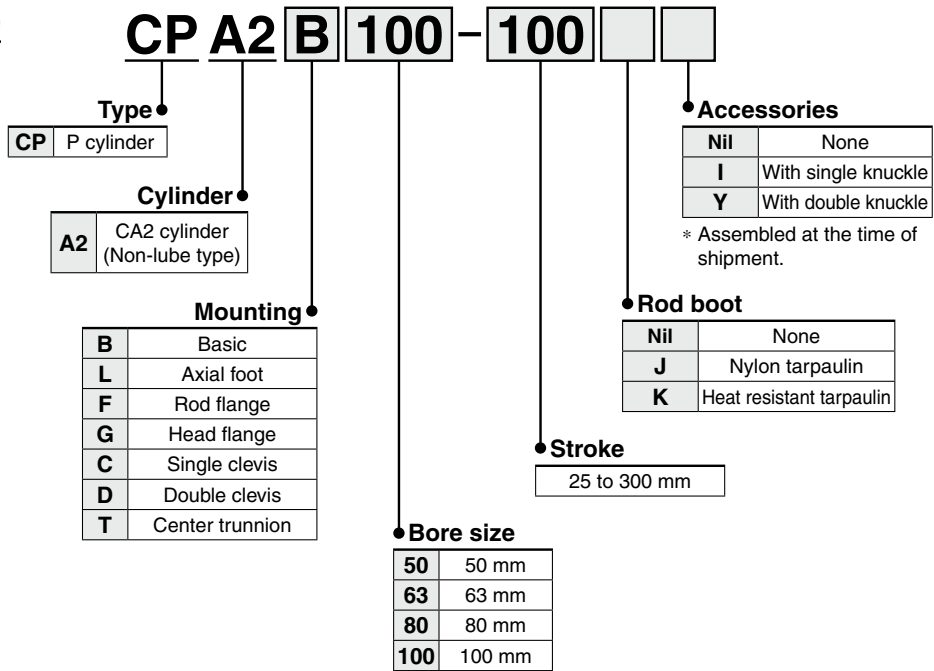 CP A2 B 100 - 100
Type
CP P cylinder
Cylinder
A2 CA2 cylinder
(Non-lube type)
Mounting
B Basic
L Axial foot
F Rod flange
G Head flange
C Single clevis
D Double clevis
T Center trunnion
Bore size
50 50 mm
63 63 mm
80 80 mm
100 100 mm
Stroke
25 to 300 mm
Rod boot
Nil None
J Nylon tarpaulin
K Heat resistant tarpaulin
Accessories
Nil None
I With single knuckle
Y With double knuckle
* Assembled at the time of
shipment.